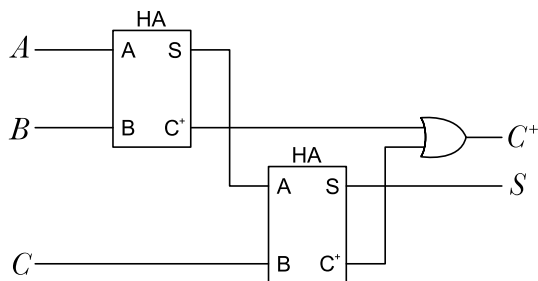 HA
A A S
B B C⁺ C⁺
HA
A S S
C B C⁺